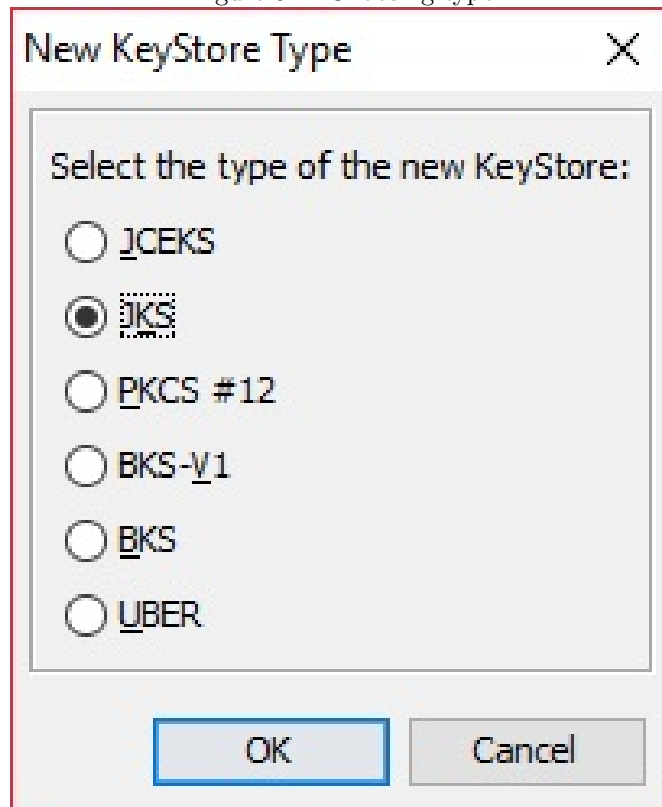 New KeyStore Type
Select the type of the new KeyStore:
JCEKS
JKS
PKCS #12
BKS-V1
BKS
UBER
OK Cancel